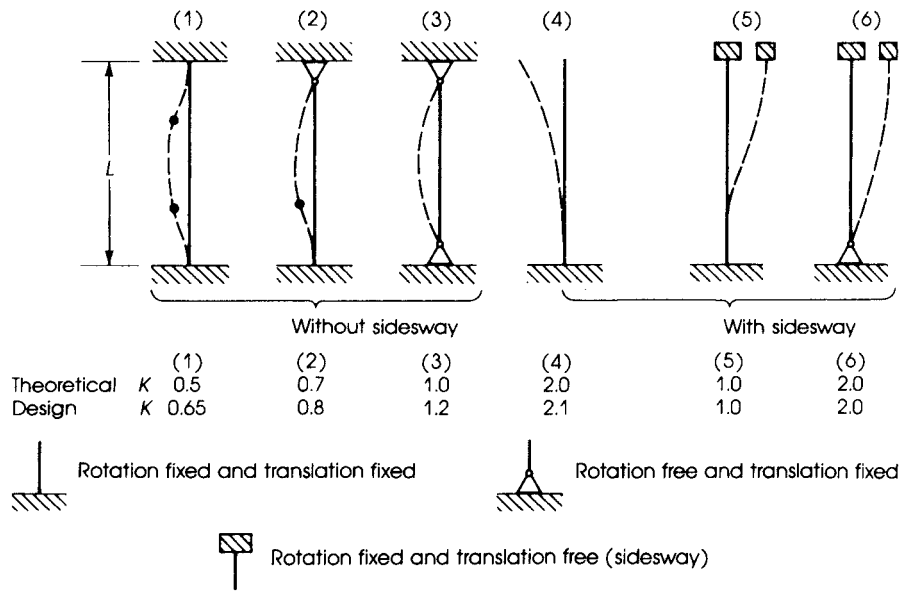 (1) (2) (3) (4) (5) (6)
L
Without sidesway With sidesway
(1) (2) (3) (4) (5) (6)
Theoretical K 0.5 0.7 1.0 2.0 1.0 2.0
Design K 0.65 0.8 1.2 2.1 1.0 2.0
Rotation fixed and translation fixed
Rotation free and translation fixed
Rotation fixed and translation free (sidesway)